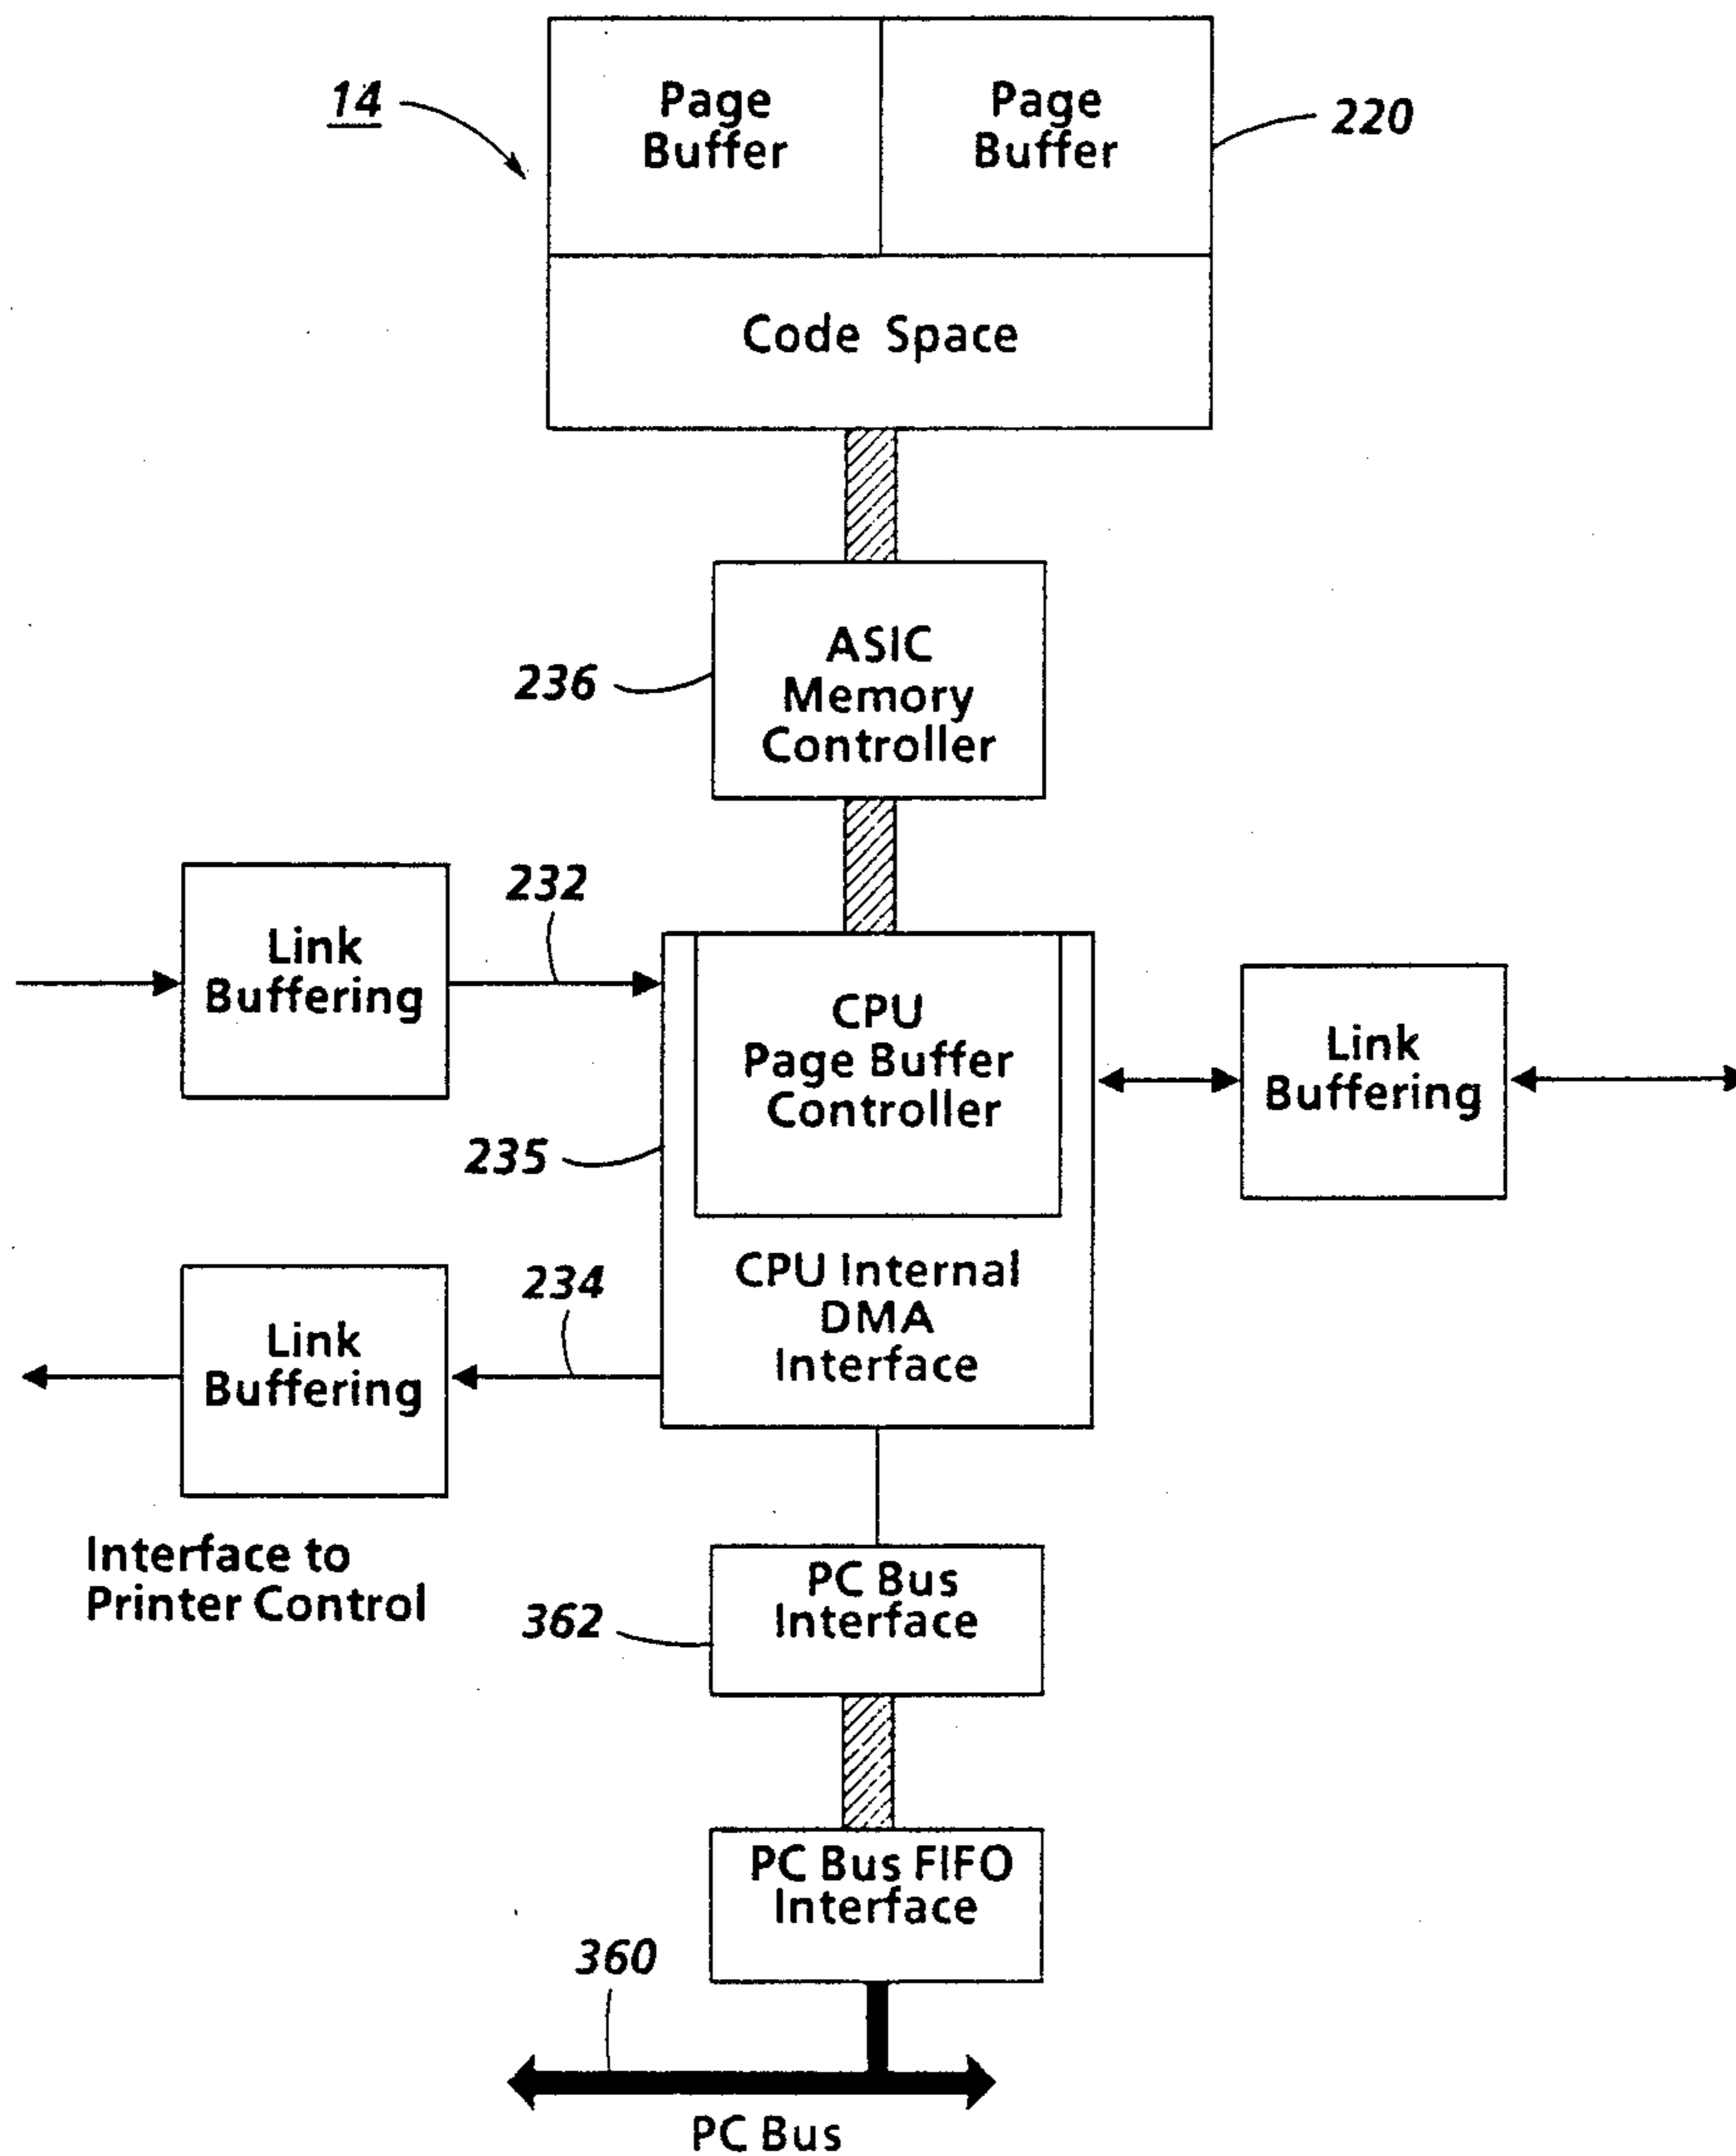 14
Page
Buffer
Page
Buffer
220
Code Space
236
ASIC
Memory
Controller
232
Link
Buffering
CPU
Page Buffer
Controller
Link
Buffering
235
234
CPU Internal
DMA
Interface
Link
Buffering
Interface to
Printer Control
362
PC Bus
Interface
PC Bus FIFO
Interface
360
PC Bus